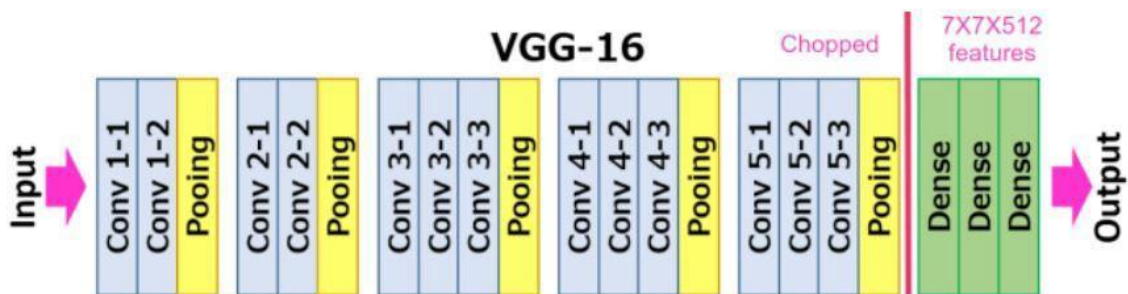 VGG-16
Chopped
7X7X512
features
Input
Conv 1-1
Conv 1-2
Pooing
Conv 2-1
Conv 2-2
Pooing
Conv 3-1
Conv 3-2
Conv 3-3
Pooing
Conv 4-1
Conv 4-2
Conv 4-3
Pooing
Conv 5-1
Conv 5-2
Conv 5-3
Pooing
Dense
Dense
Dense
Output